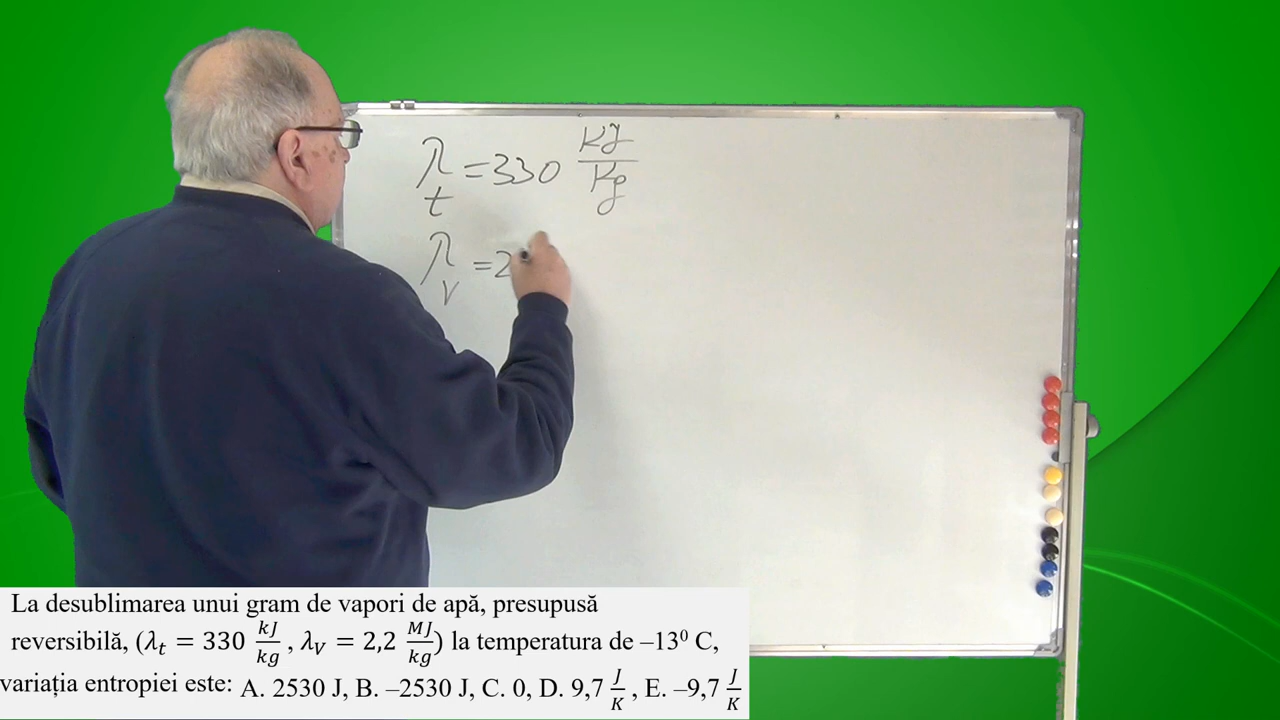 λt = 330 KJ/Kg
λv = 2
La desublimarea unui gram de vapori de apă, presupusă
reversibilă, (λt = 330 kJ/kg , λV = 2,2 MJ/kg) la temperatura de –13⁰ C,
variația entropiei este: A. 2530 J, B. –2530 J, C. 0, D. 9,7 J/K , E. –9,7 J/K